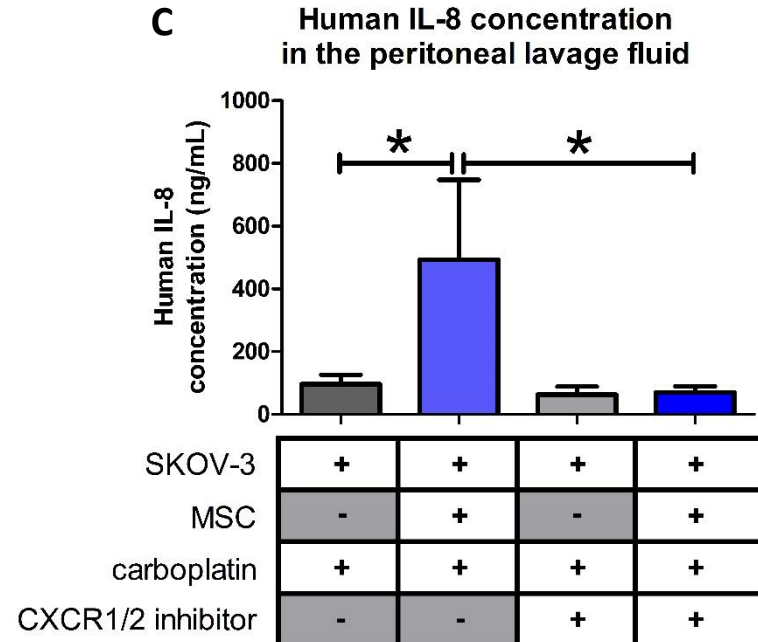 C
Human IL-8 concentration
in the peritoneal lavage fluid
Human IL-8
concentration (ng/mL)
1000
800
600
400
200
0
* *
SKOV-3 + + + +
MSC - + - +
carboplatin + + + +
CXCR1/2 inhibitor - - + +